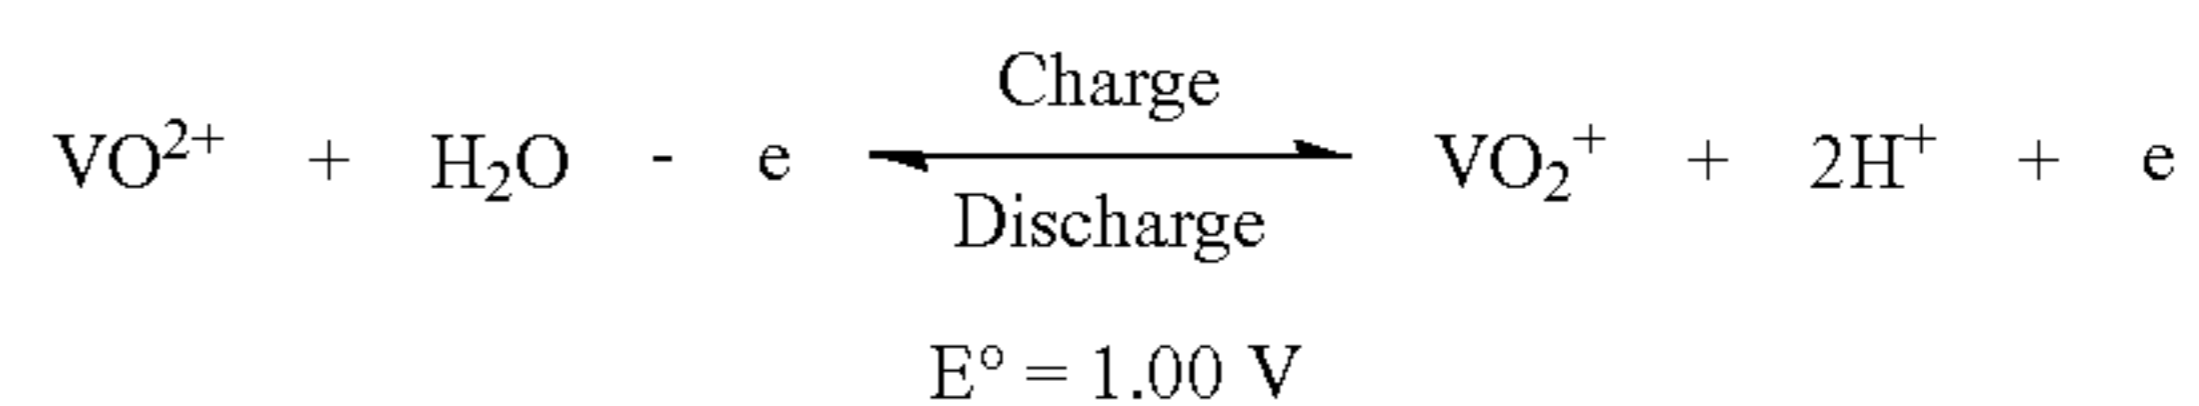 Charge
VO²⁺ + H₂O - e ⇌ VO₂⁺ + 2H⁺ + e
Discharge
E° = 1.00 V